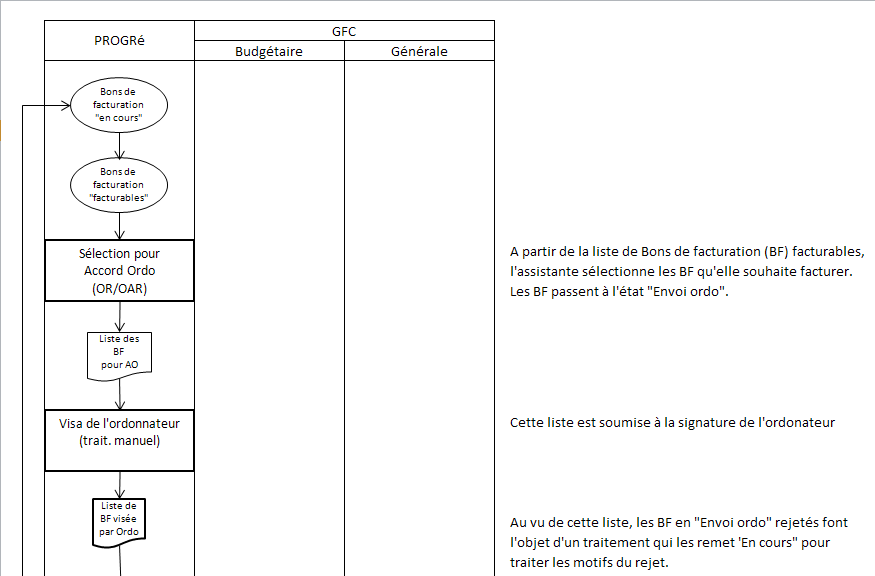 PROGRé
GFC
Budgétaire
Générale
Bons de
facturation
"en cours"
Bons de
facturation
"facturables"
Sélection pour
Accord Ordo
(OR/OAR)
A partir de la liste de Bons de facturation (BF) facturables,
l'assistante sélectionne les BF qu'elle souhaite facturer.
Les BF passent à l'état "Envoi ordo".
Liste des
BF
pour AO
Visa de l'ordonnateur
(trait. manuel)
Cette liste est soumise à la signature de l'ordonateur
Liste de
BF visée
par Ordo
Au vu de cette liste, les BF en "Envoi ordo" rejetés font
l'objet d'un traitement qui les remet 'En cours" pour
traiter les motifs du rejet.